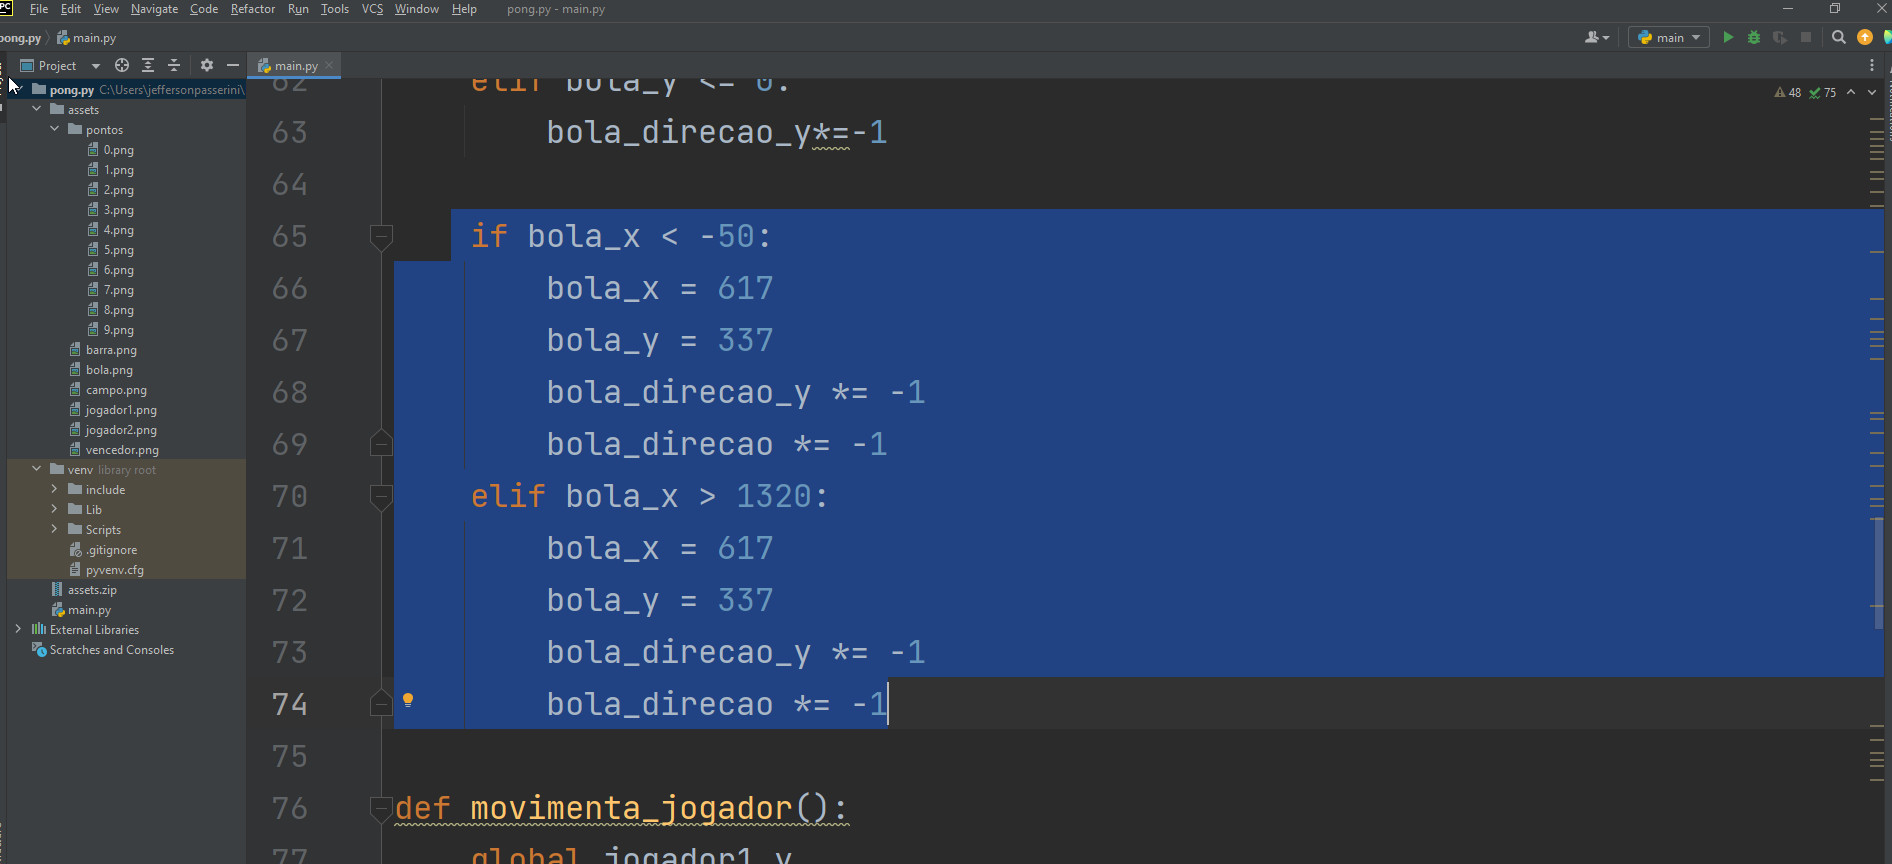 PC File Edit View Navigate Code Refactor Run Tools VCS Window Help pong.py - main.py
pong.py main.py main
Project main.py
pong.py C:\Users\jeffersonpasserini\
assets
pontos
0.png
1.png
2.png
3.png
4.png
5.png
6.png
7.png
8.png
9.png
barra.png
bola.png
campo.png
jogador1.png
jogador2.png
vencedor.png
venv library root
include
Lib
Scripts
.gitignore
pyvenv.cfg
assets.zip
main.py
External Libraries
Scratches and Consoles
48 75
62 elif bola_y <= 0:
63 bola_direcao_y*=-1
64
65 if bola_x < -50:
66 bola_x = 617
67 bola_y = 337
68 bola_direcao_y *= -1
69 bola_direcao *= -1
70 elif bola_x > 1320:
71 bola_x = 617
72 bola_y = 337
73 bola_direcao_y *= -1
74 bola_direcao *= -1
75
76 def movimenta_jogador():
77 global jogador1_y